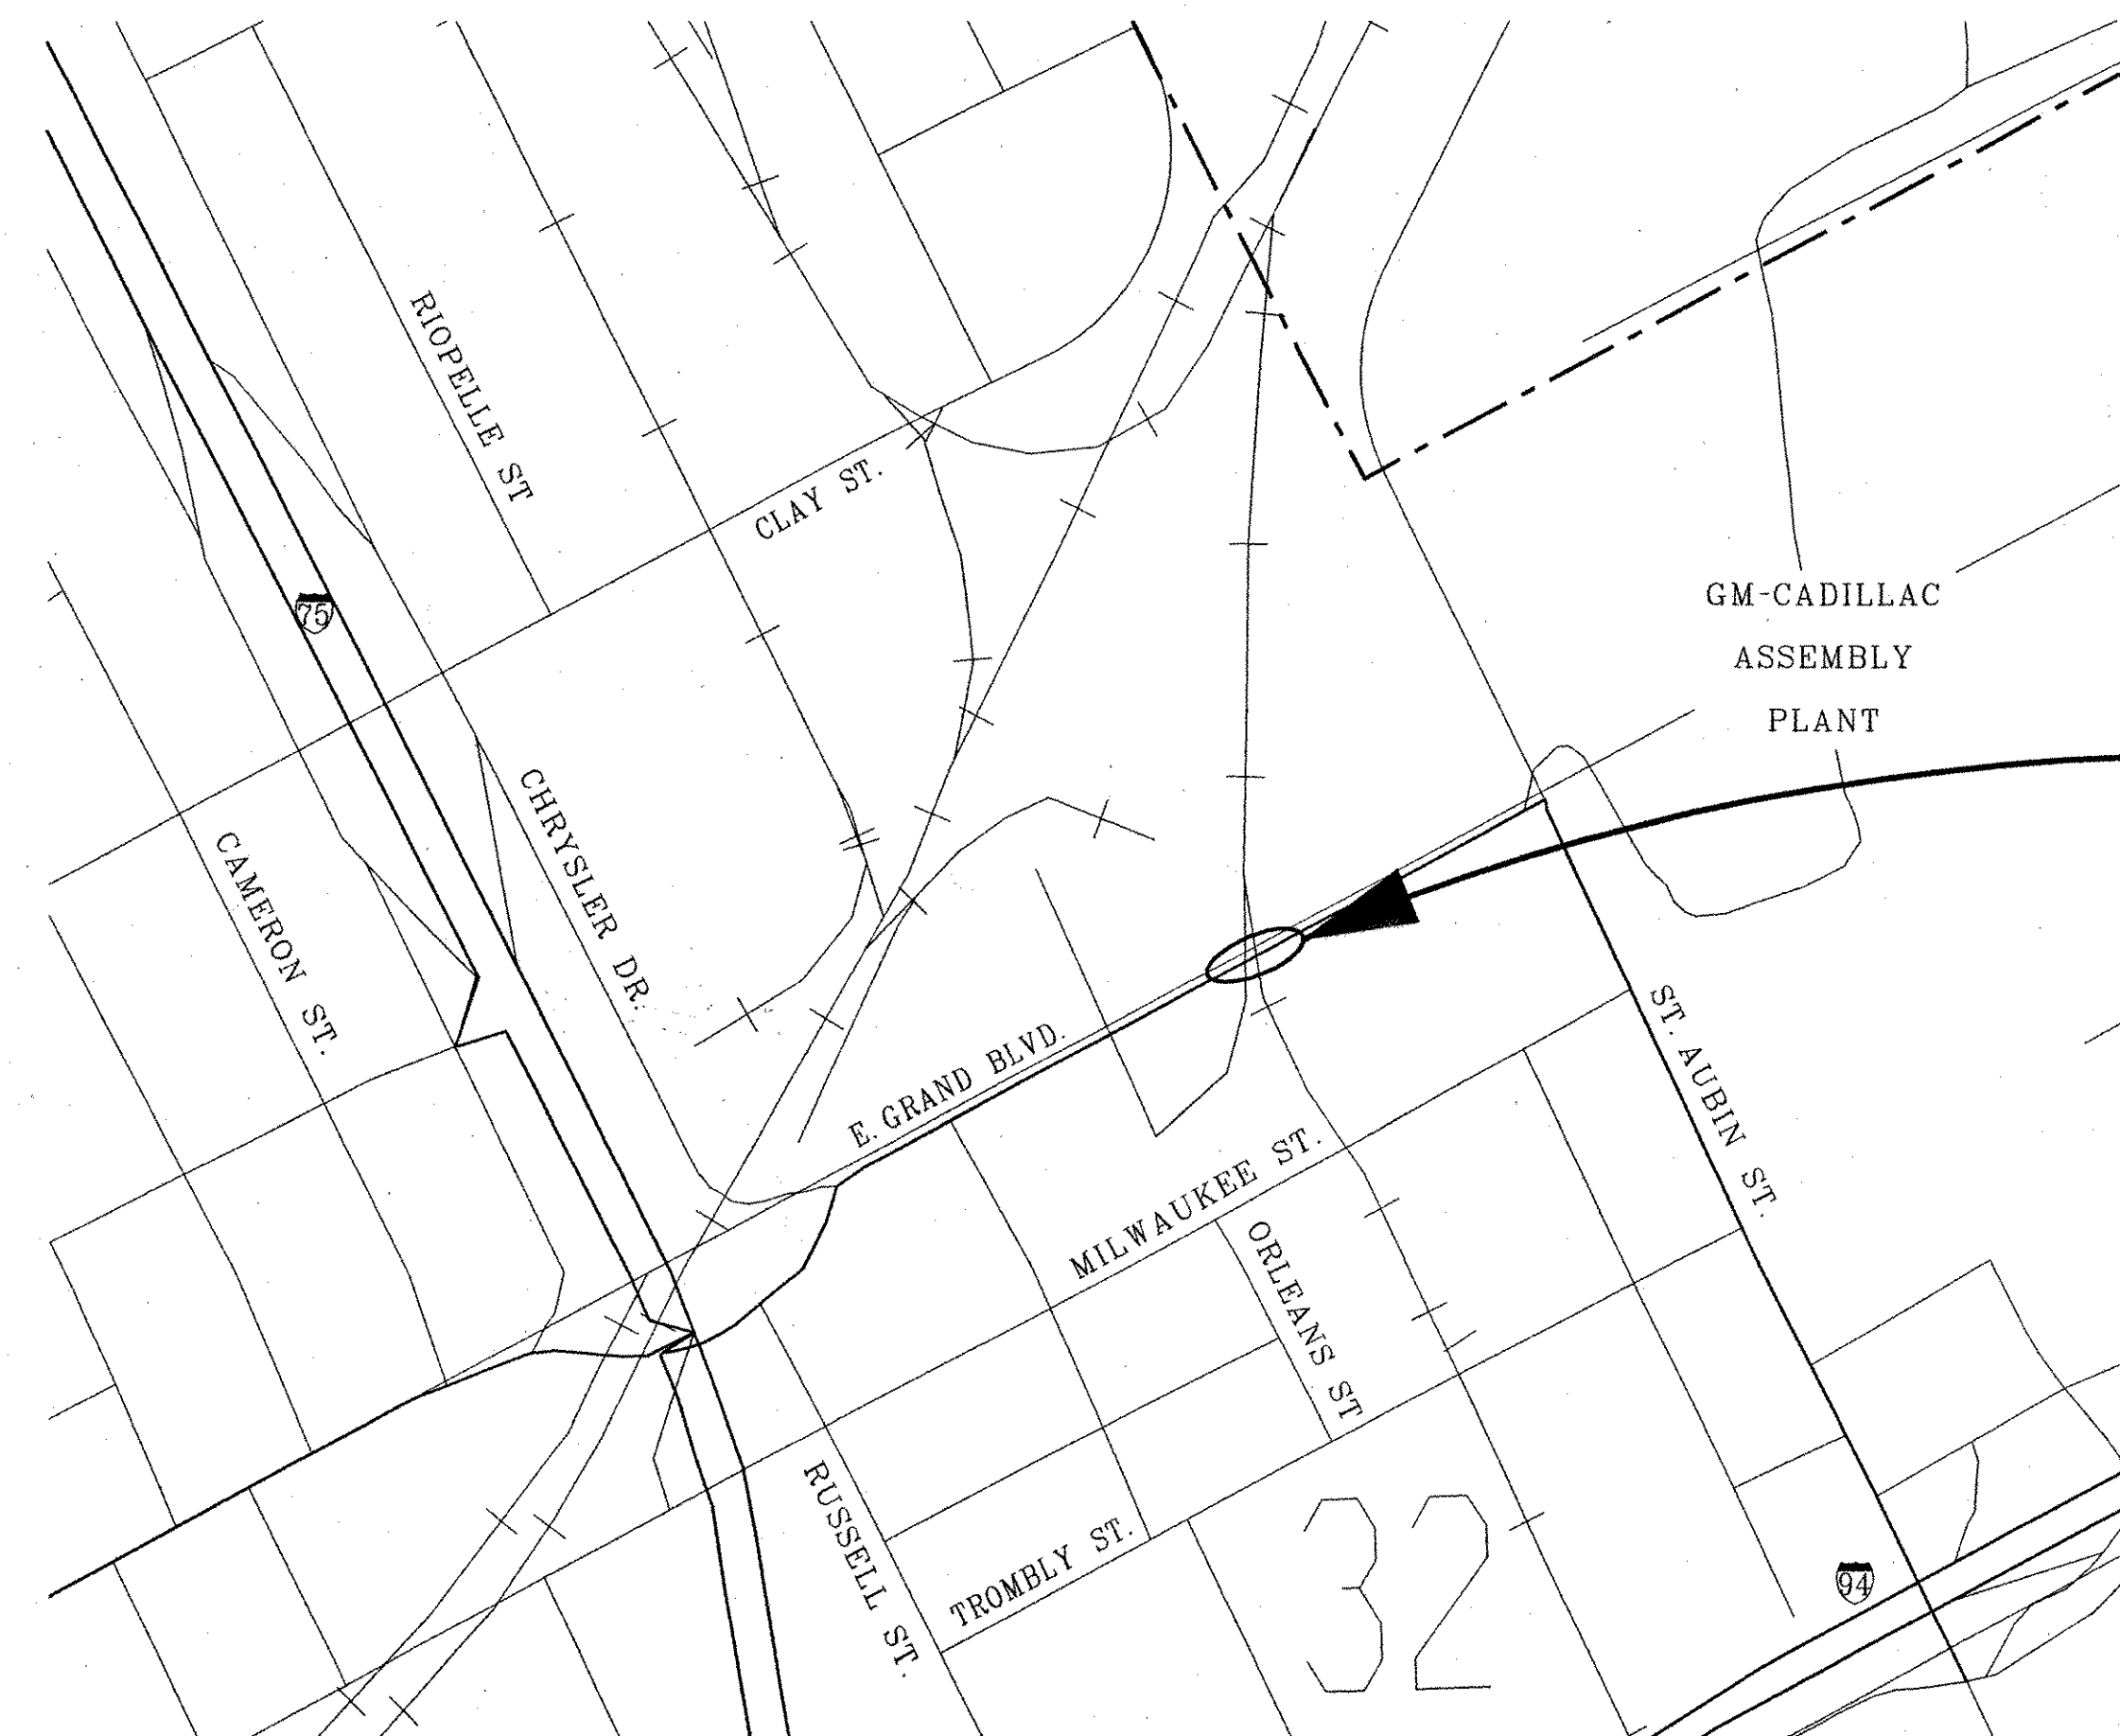 RIOPELLE ST
CLAY ST.
75
GM-CADILLAC
ASSEMBLY
PLANT
CHRYSLER DR.
CAMERON ST.
E. GRAND BLVD.
ST. AUBIN ST.
MILWAUKEE ST.
ORLEANS ST
RUSSELL ST.
TROMBLY ST.
32
94